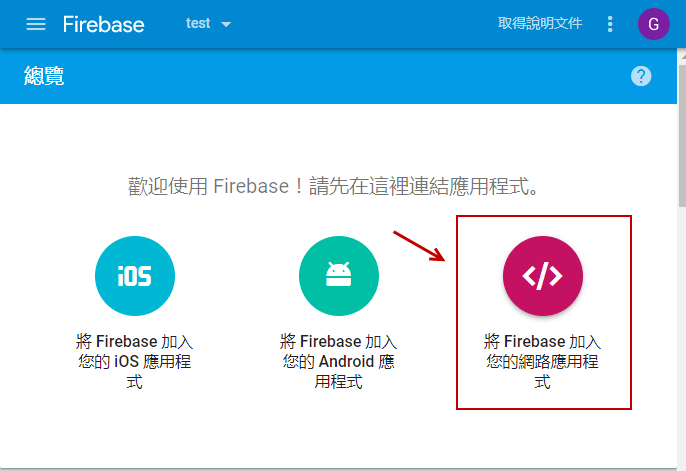 Firebase
test
取得說明文件
G
總覽
?
歡迎使用 Firebase！請先在這裡連結應用程式。
iOS
將 Firebase 加入
您的 iOS 應用程
式
將 Firebase 加入
您的 Android 應
用程式
</>
將 Firebase 加入
您的網路應用程
式